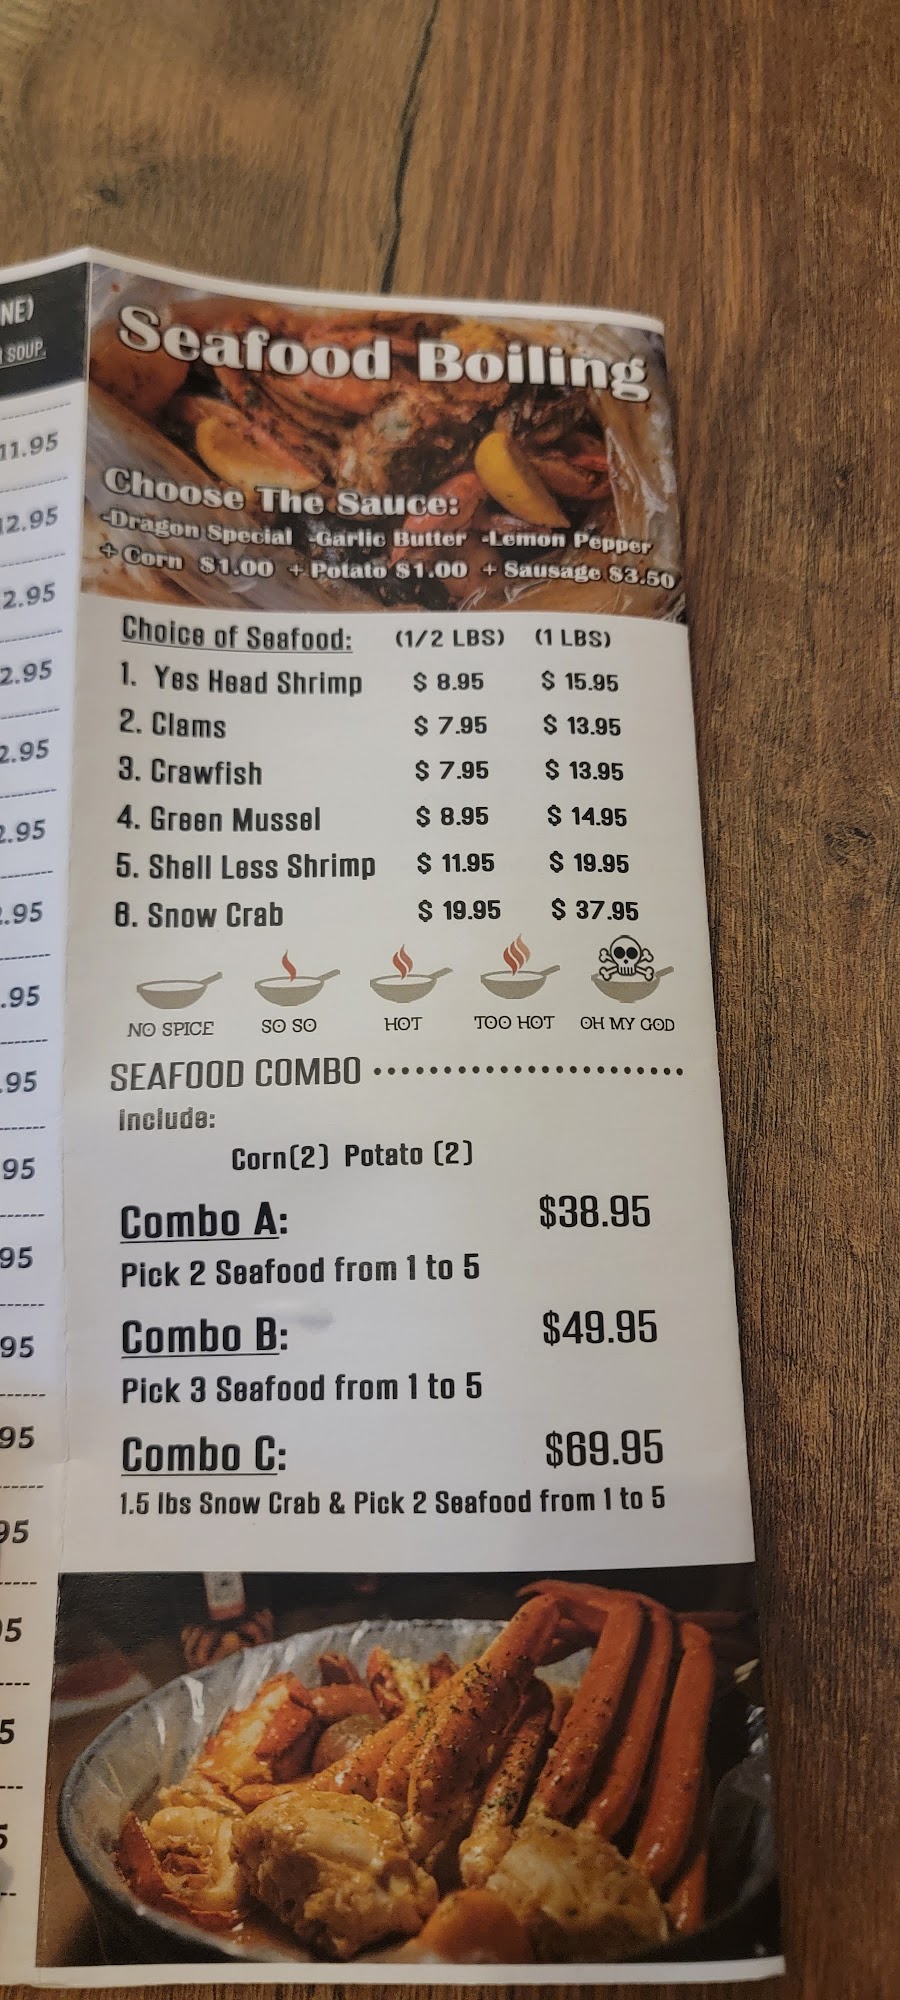 NE)
SOUP.
11.95
12.95
2.95
2.95
2.95
2.95
.95
.95
.95
95
95
95
95
95
5
5
5
Seafood Boiling
Choose The Sauce:
-Dragon Special -Garlic Butter -Lemon Pepper
+ Corn $1.00 + Potato $1.00 + Sausage $3.50
Choice of Seafood: (1/2 LBS) (1 LBS)
1. Yes Head Shrimp $ 8.95 $ 15.95
2. Clams $ 7.95 $ 13.95
3. Crawfish $ 7.95 $ 13.95
4. Green Mussel $ 8.95 $ 14.95
5. Shell Less Shrimp $ 11.95 $ 19.95
6. Snow Crab $ 19.95 $ 37.95
NO SPICE SO SO HOT TOO HOT OH MY GOD
SEAFOOD COMBO ........................
Include:
Corn(2) Potato (2)
Combo A: $38.95
Pick 2 Seafood from 1 to 5
Combo B: $49.95
Pick 3 Seafood from 1 to 5
Combo C: $69.95
1.5 lbs Snow Crab & Pick 2 Seafood from 1 to 5